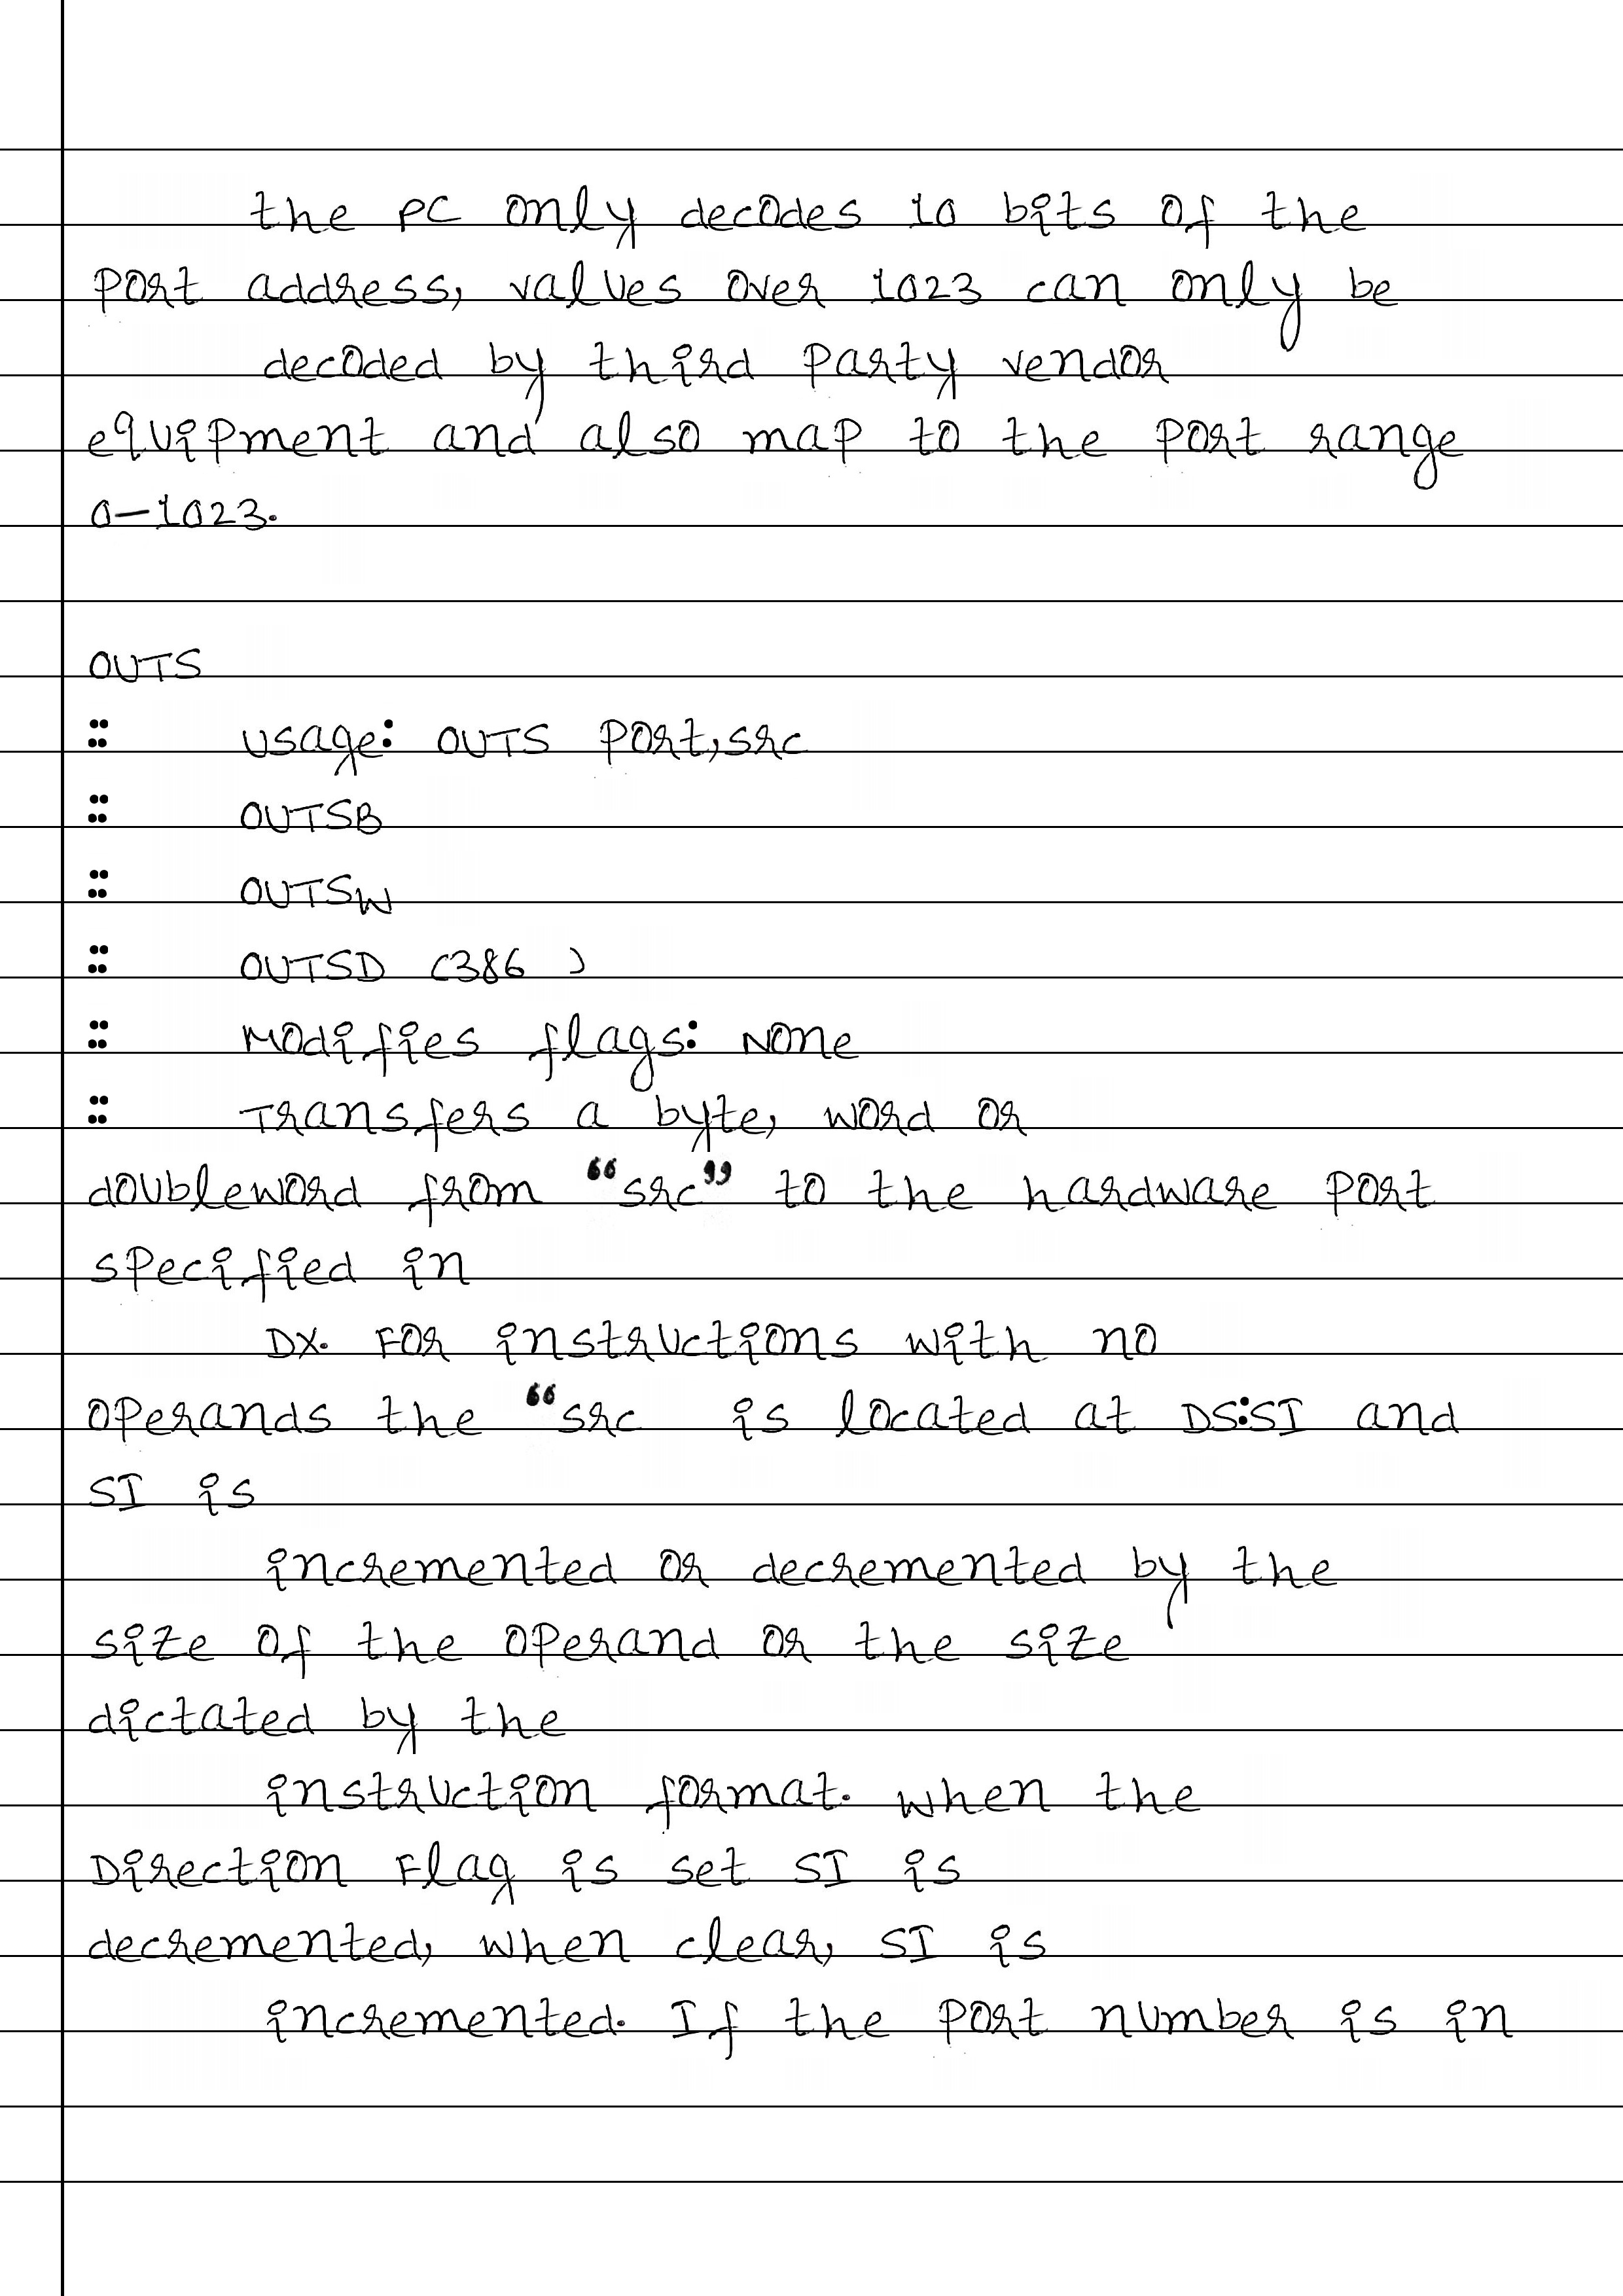 the PC only decodes 10 bits of the
port address, values over 1023 can only be
decoded by third party vendor
equipment and also map to the port range
0-1023.
OUTS
:: usage: OUTS port,src
:: OUTSB
:: OUTSW
:: OUTSD (386 )
:: Modifies flags: None
:: Transfers a byte, word or
doubleword from “src” to the hardware port
specified in
DX. For instructions with no
operands the “src is located at DS:SI and
SI is
incremented or decremented by the
size of the operand or the size
dictated by the
instruction format. when the
Direction Flag is set SI is
decremented, when clear, SI is
incremented. If the port number is in